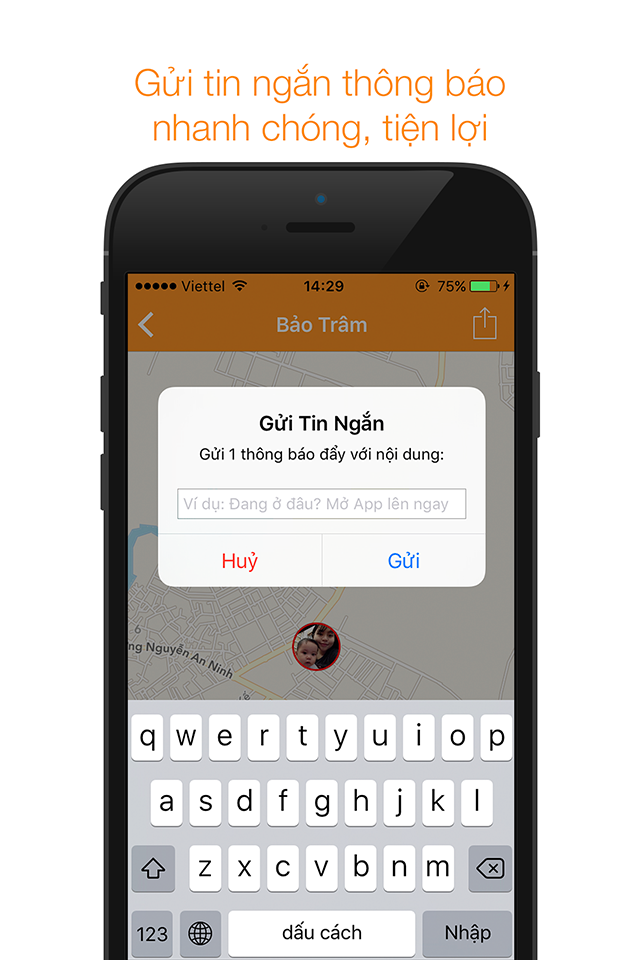 Gửi tin ngắn thông báo
nhanh chóng, tiện lợi
Viettel 14:29 75%
Bảo Trâm
Gửi Tin Ngắn
Gửi 1 thông báo đẩy với nội dung:
Ví dụ: Đang ở đâu? Mở App lên ngay
Huỷ Gửi
6
ng Nguyễn An Ninh
q w e r t y u i o p
a s d f g h j k l
z x c v b n m
123 dấu cách Nhập